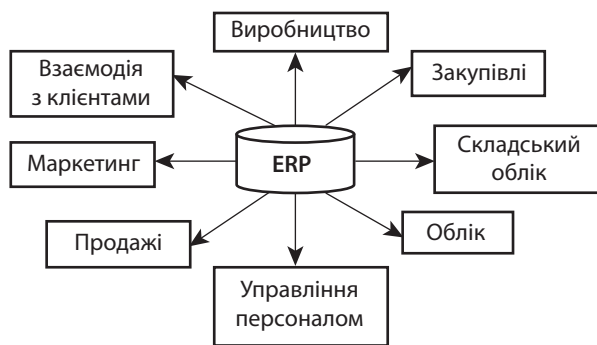 Виробництво
Взаємодія
з клієнтами
Закупівлі
Маркетинг
ERP
Складський
облік
Продажі
Облік
Управління
персоналом